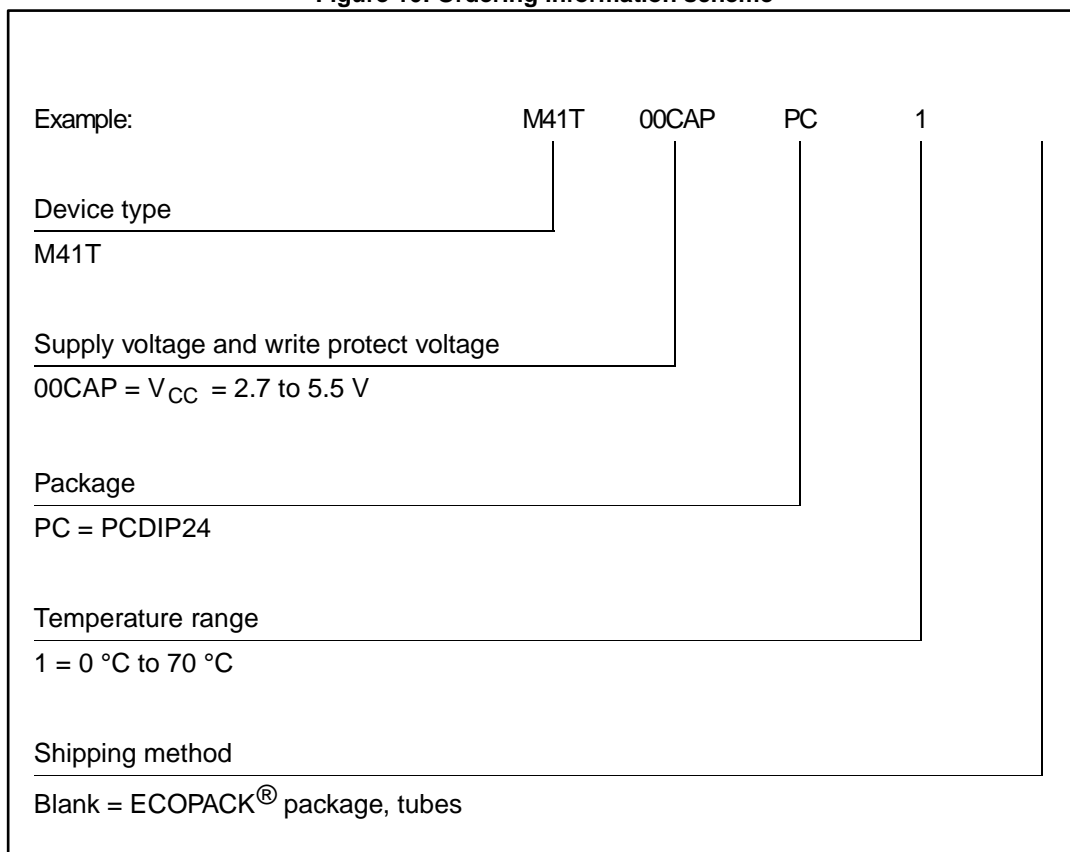 Figure 16. Ordering information scheme
Example: M41T 00CAP PC 1
Device type
M41T
Supply voltage and write protect voltage
00CAP = VCC = 2.7 to 5.5 V
Package
PC = PCDIP24
Temperature range
1 = 0 °C to 70 °C
Shipping method
Blank = ECOPACK® package, tubes